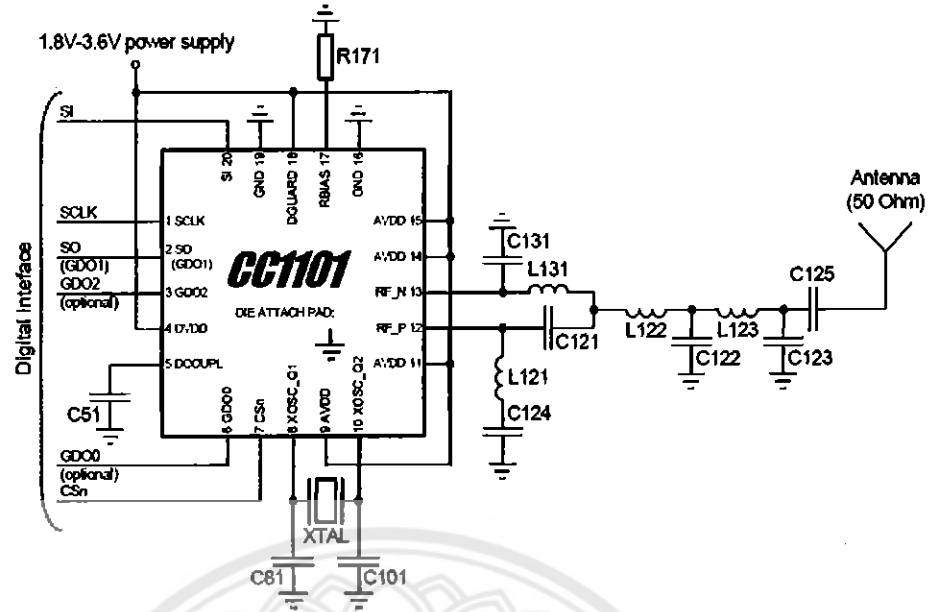 1.8V-3.6V power supply
R171
SI
SI 20
GND 19
DGUARD 18
RBIAS 17
GND 16
Antenna
(50 Ohm)
SCLK
1 SCLK
AVDD 15
SO
(GDO1)
2 SO
(GDO1)
CC1101
AVDD 14
C131
L131
C125
GDO2
(optional)
3 GDO2
DIE ATTACH PAD:
RF_N 13
Digital Inteface
4 DVDD
RF_P 12
C121
L122
L123
C122
C123
5 DCOUPL
AVDD 11
L121
C124
C51
6 GDO0
7 CSn
8 XOSC_Q1
9 AVDD
10 XOSC_Q2
GDO0
(optional)
CSn
XTAL
C81
C101